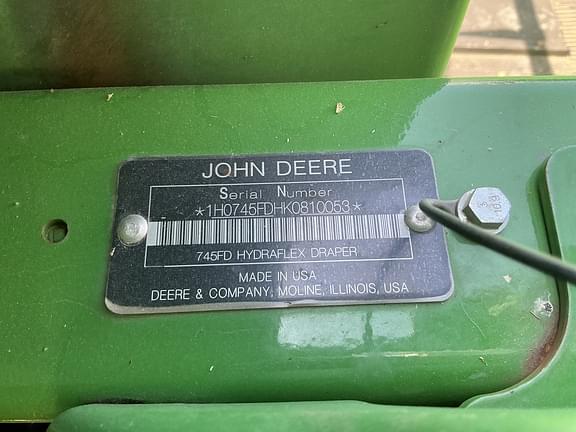 JOHN DEERE
Serial Number
*1H0745FDHK0810053*
745FD HYDRAFLEX DRAPER
MADE IN USA
DEERE & COMPANY, MOLINE, ILLINOIS, USA